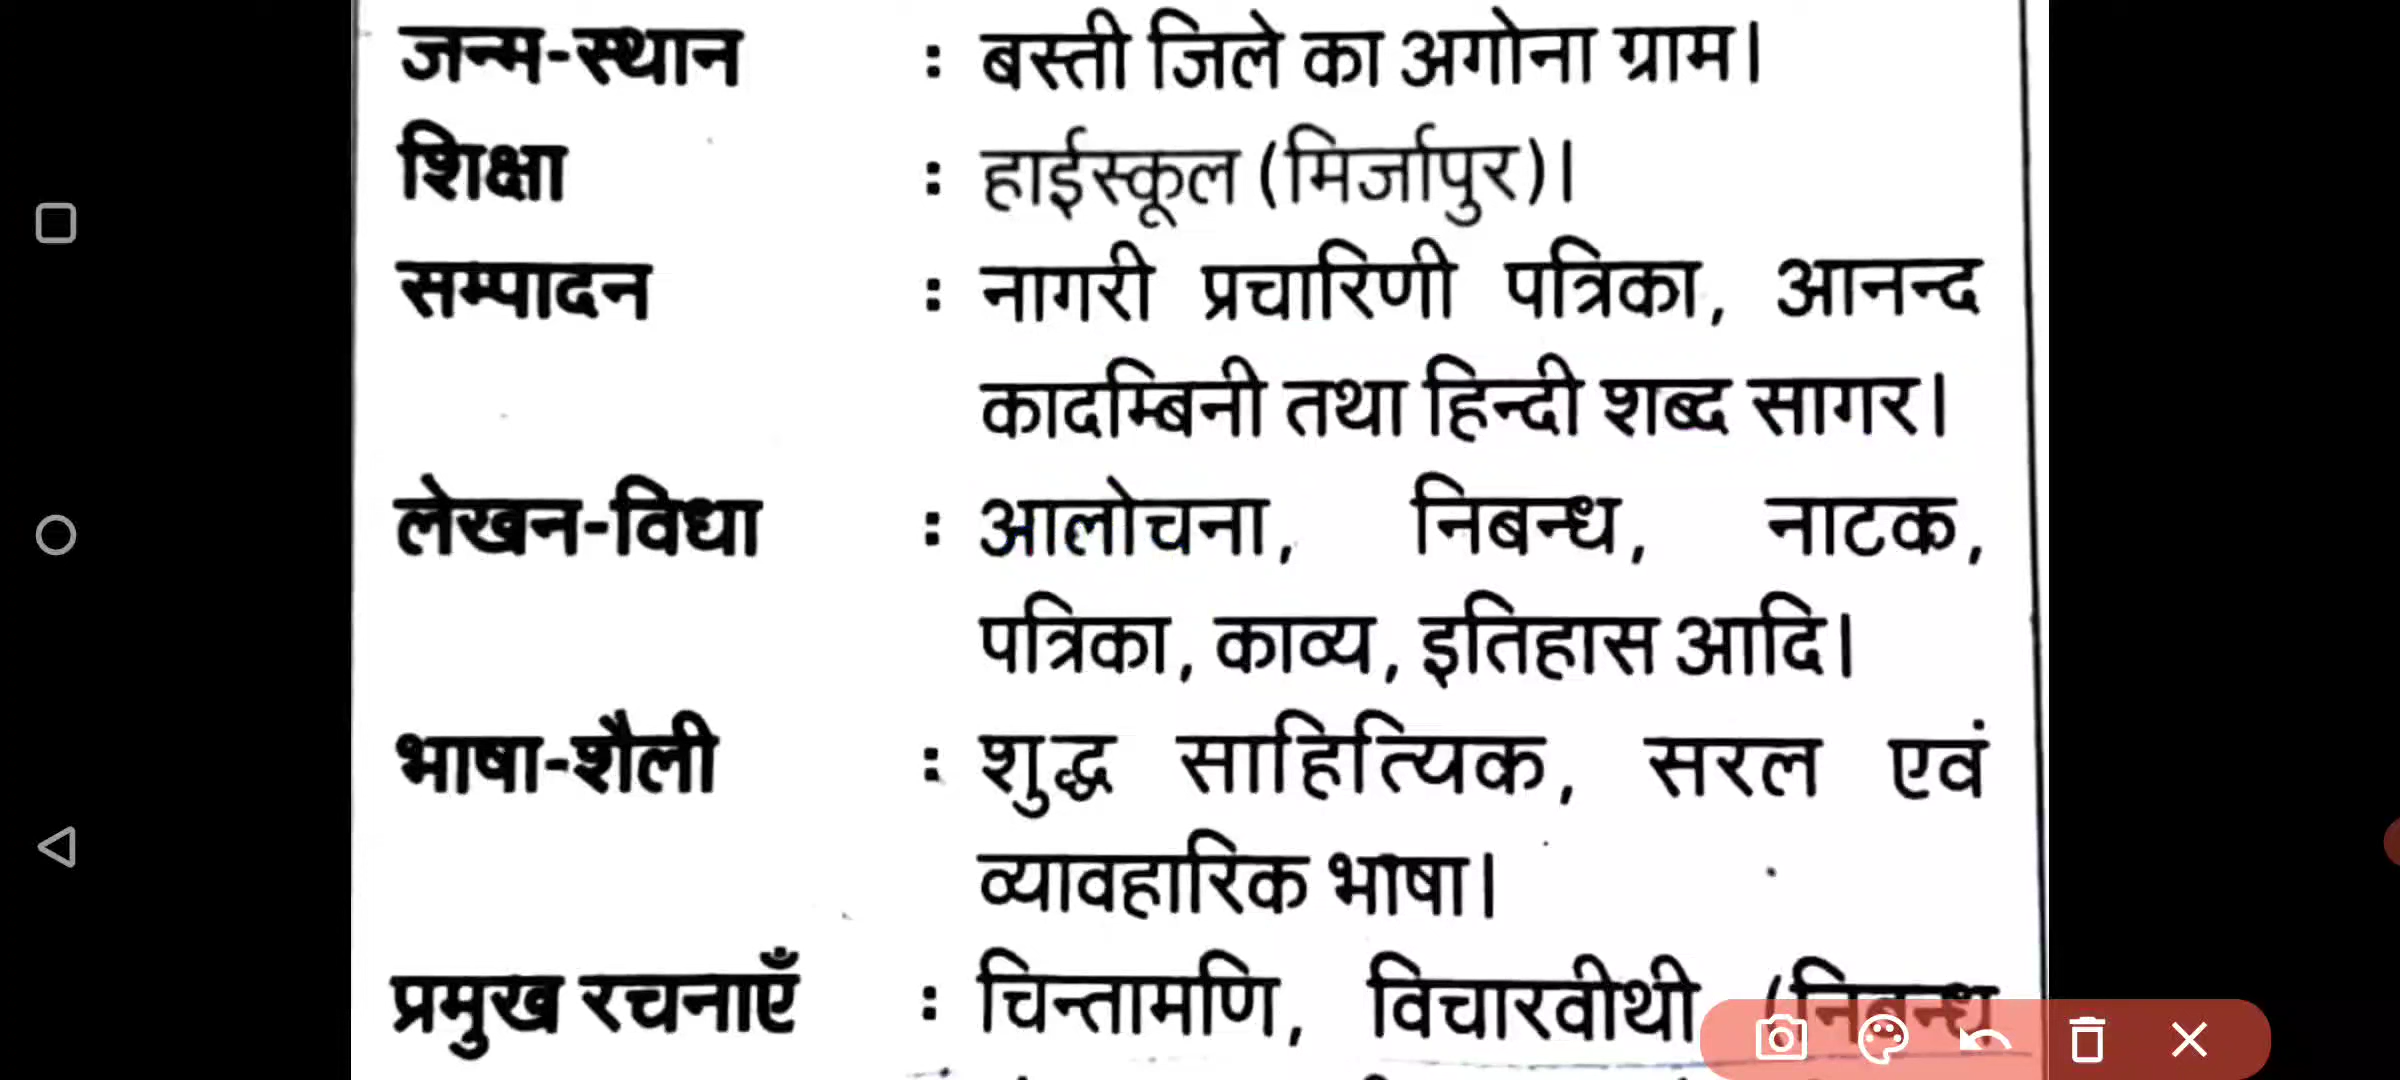 जन्म-स्थान : बस्ती जिले का अगोना ग्राम।
शिक्षा : हाईस्कूल (मिर्जापुर)।
सम्पादन : नागरी प्रचारिणी पत्रिका, आनन्द
कादम्बिनी तथा हिन्दी शब्द सागर।
लेखन-विधा : आलोचना, निबन्ध, नाटक,
पत्रिका, काव्य, इतिहास आदि।
भाषा-शैली : शुद्ध साहित्यिक, सरल एवं
व्यावहारिक भाषा।
प्रमुख रचनाएँ : चिन्तामणि, विचारवीथी (निबन्ध